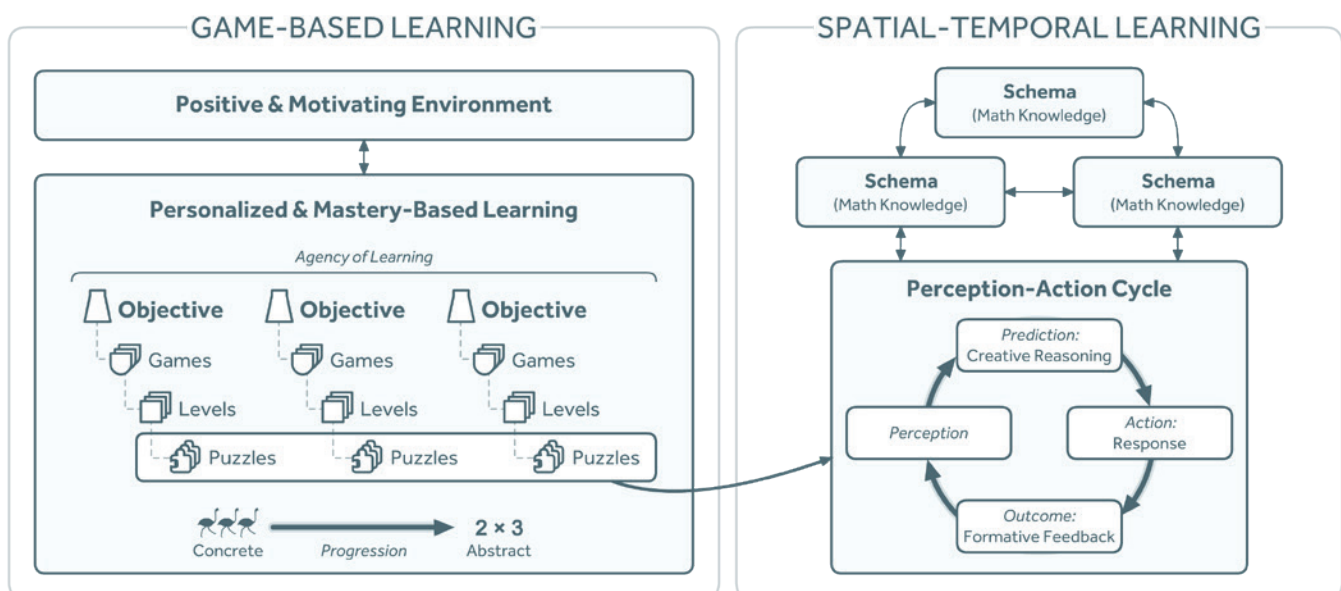 GAME-BASED LEARNING
Positive & Motivating Environment
Personalized & Mastery-Based Learning
Agency of Learning
Objective
Games
Levels
Puzzles
Objective
Games
Levels
Puzzles
Objective
Games
Levels
Puzzles
Concrete
Progression
2 × 3
Abstract
SPATIAL-TEMPORAL LEARNING
Schema
(Math Knowledge)
Schema
(Math Knowledge)
Schema
(Math Knowledge)
Perception-Action Cycle
Prediction:
Creative Reasoning
Perception
Action:
Response
Outcome:
Formative Feedback